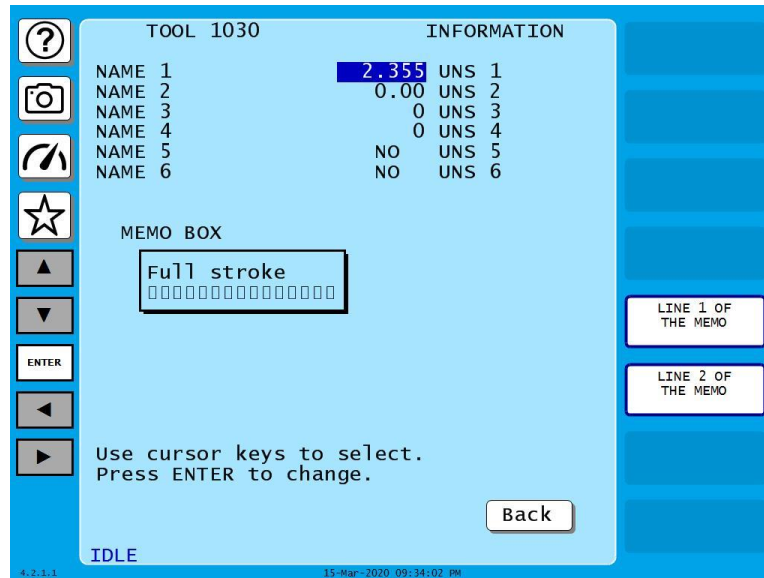 TOOL 1030 INFORMATION
NAME 1 2.355 UNS 1
NAME 2 0.00 UNS 2
NAME 3 0 UNS 3
NAME 4 0 UNS 4
NAME 5 NO UNS 5
NAME 6 NO UNS 6
MEMO BOX
Full stroke
▯▯▯▯▯▯▯▯▯▯▯▯▯▯▯
LINE 1 OF
THE MEMO
ENTER
LINE 2 OF
THE MEMO
Use cursor keys to select.
Press ENTER to change.
Back
IDLE
4.2.1.1 15-Mar-2020 09:34:02 PM